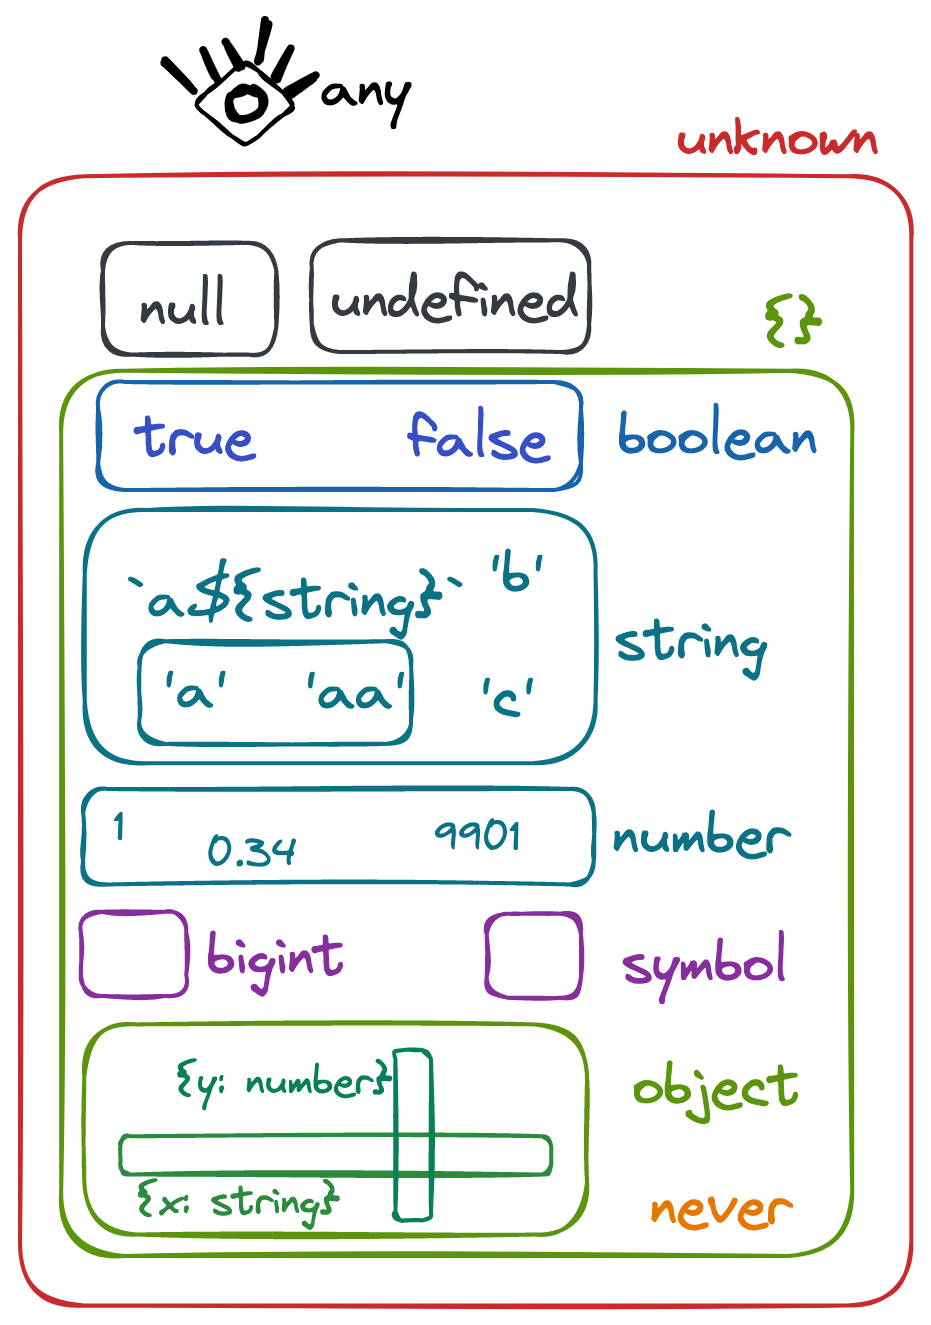 any
unknown
null
undefined
{}
true
false
boolean
`a${string}`
'b'
'a'
'aa'
'c'
string
1
0.34
9901
number
bigint
symbol
{y: number}
object
{x: string}
never